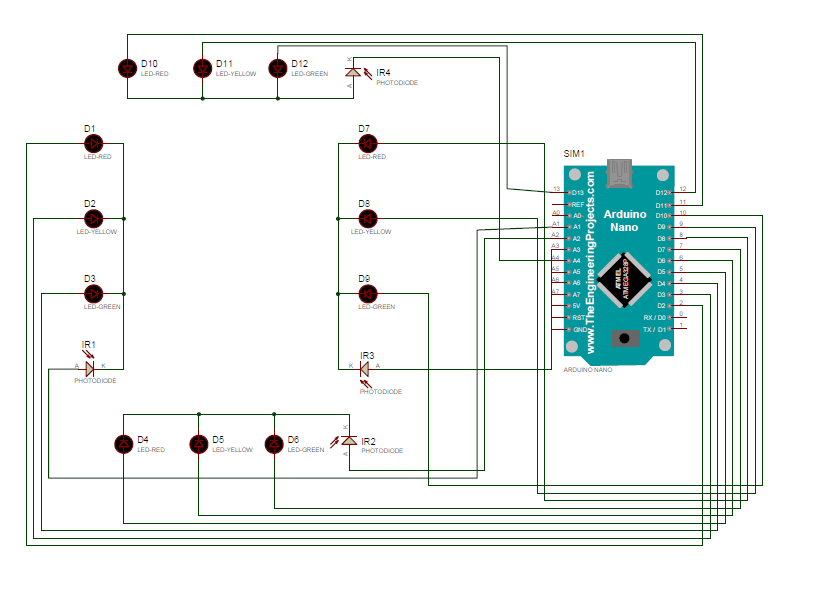 D10
LED-RED
D11
LED-YELLOW
D12
LED-GREEN
K
A
IR4
PHOTODIODE
D1
LED-RED
D2
LED-YELLOW
D3
LED-GREEN
IR1
A
K
PHOTODIODE
D7
LED-RED
D8
LED-YELLOW
D9
LED-GREEN
IR3
K
A
PHOTODIODE
D4
LED-RED
D5
LED-YELLOW
D6
LED-GREEN
K
A
IR2
PHOTODIODE
SIM1
www.TheEngineeringProjects.com
Arduino
Nano
ATMEL
ATMEGA328P
13 D13
REF
A0 A0
A1 A1
A2 A2
A3 A3
A4 A4
A5 A5
A6 A6
A7 A7
5V
RST
GND
D12 12
D11 11
D10 10
D9 9
D8 8
D7 7
D6 6
D5 5
D4 4
D3 3
D2 2
RX / D0 0
TX / D1 1
ARDUINO NANO